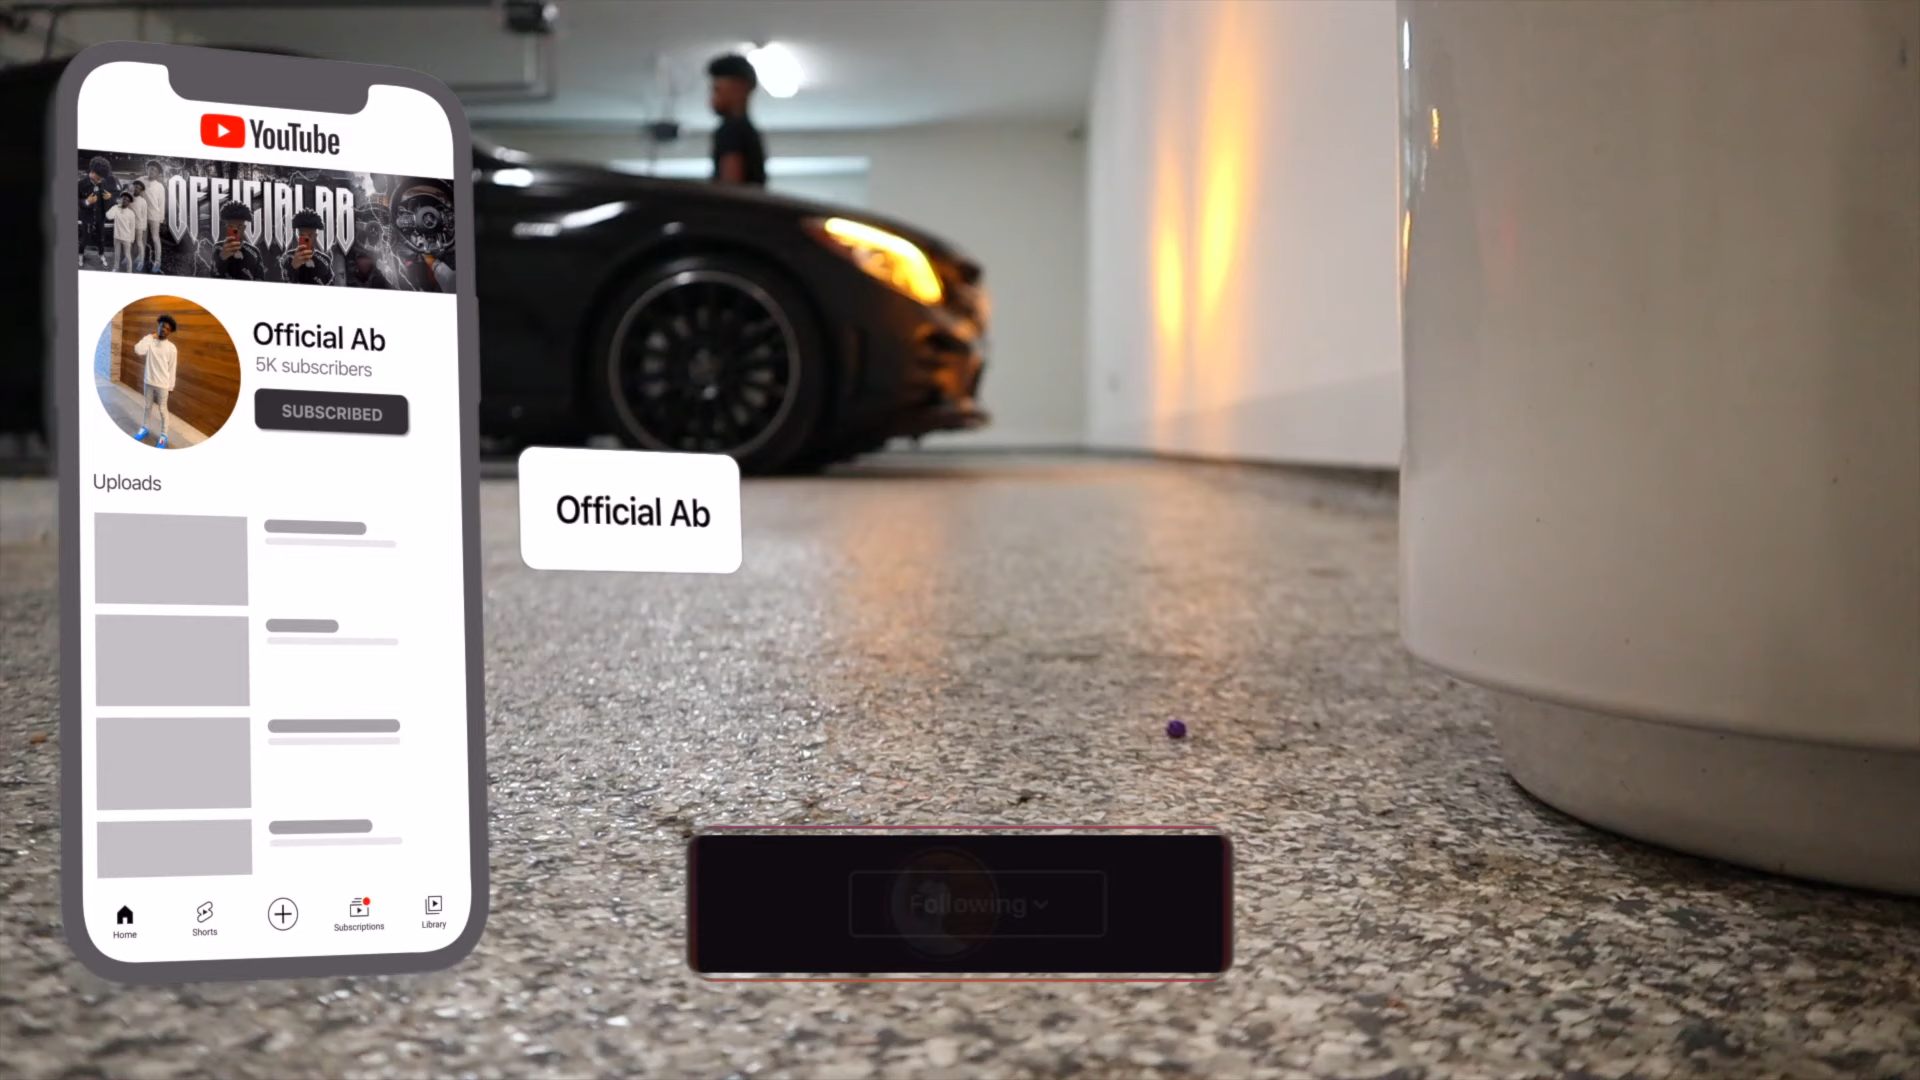 YouTube
OFFICIAL AB
Official Ab
5K subscribers
SUBSCRIBED
Uploads
Home
Shorts
Subscriptions
Library
Official Ab
Following